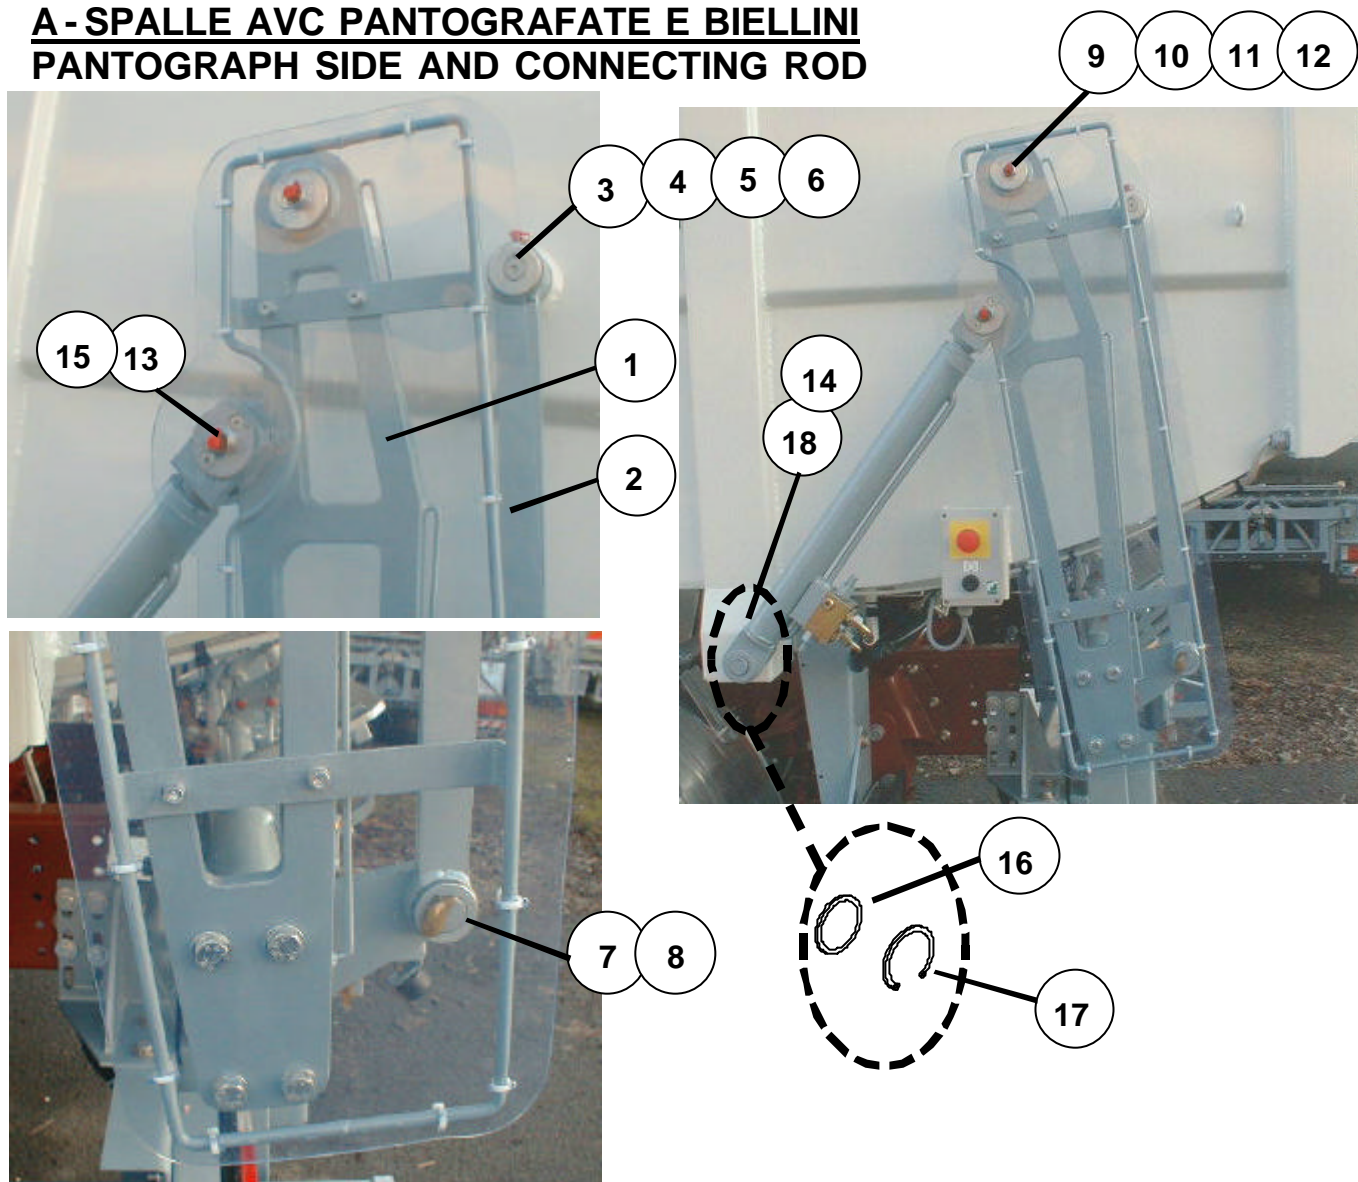 A - SPALLE AVC PANTOGRAFATE E BIELLINI
PANTOGRAPH SIDE AND CONNECTING ROD
9 10 11 12
3 4 5 6
15 13
1
14
18
2
16
7 8
17